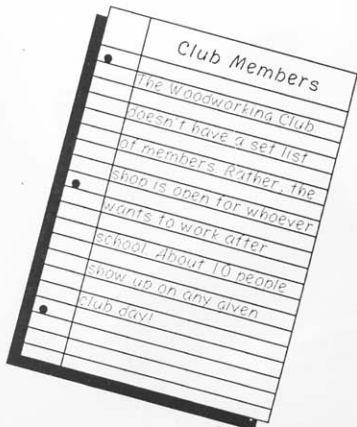 Club Members
The Woodworking Club
doesn't have a set list
of members. Rather, the
shop is open for whoever
wants to work after
school. About 10 people
show up on any given
club day!